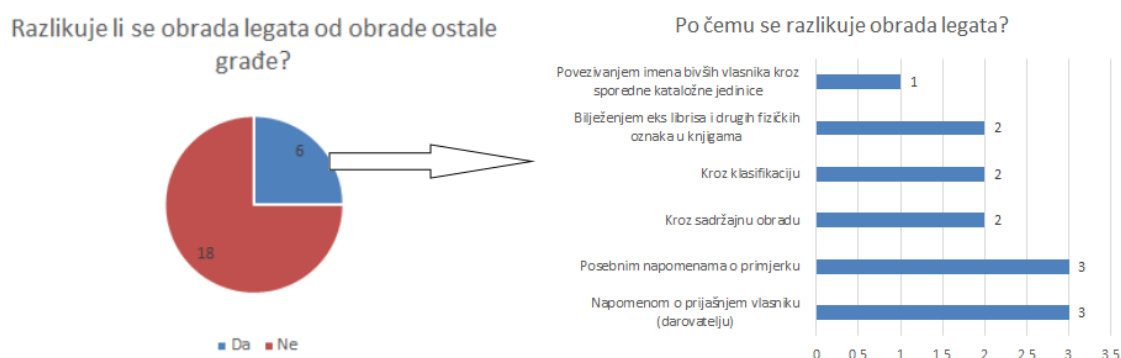 Razlikuje li se obrada legata od obrade ostale
građe?
6
18
Da Ne
Po čemu se razlikuje obrada legata?
Povezivanjem imena bivših vlasnika kroz
sporedne kataložne jedinice
1
Bilježenjem eks librisa i drugih fizičkih
oznaka u knjigama
2
Kroz klasifikaciju
2
Kroz sadržajnu obradu
2
Posebnim napomenama o primjerku
3
Napomenom o prijašnjem vlasniku
(darovatelju)
3
0 0.5 1 1.5 2 2.5 3 3.5